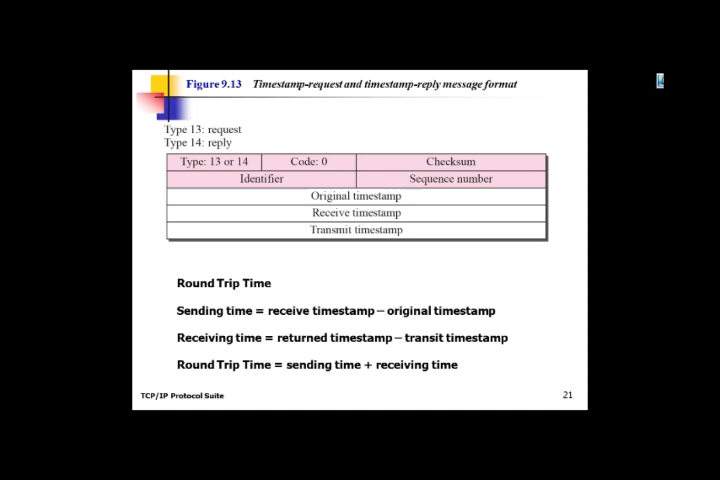 Figure 9.13 Timestamp-request and timestamp-reply message format
Type 13: request
Type 14: reply
Type: 13 or 14 Code: 0 Checksum
Identifier Sequence number
Original timestamp
Receive timestamp
Transmit timestamp
Round Trip Time
Sending time = receive timestamp – original timestamp
Receiving time = returned timestamp – transit timestamp
Round Trip Time = sending time + receiving time
TCP/IP Protocol Suite 21